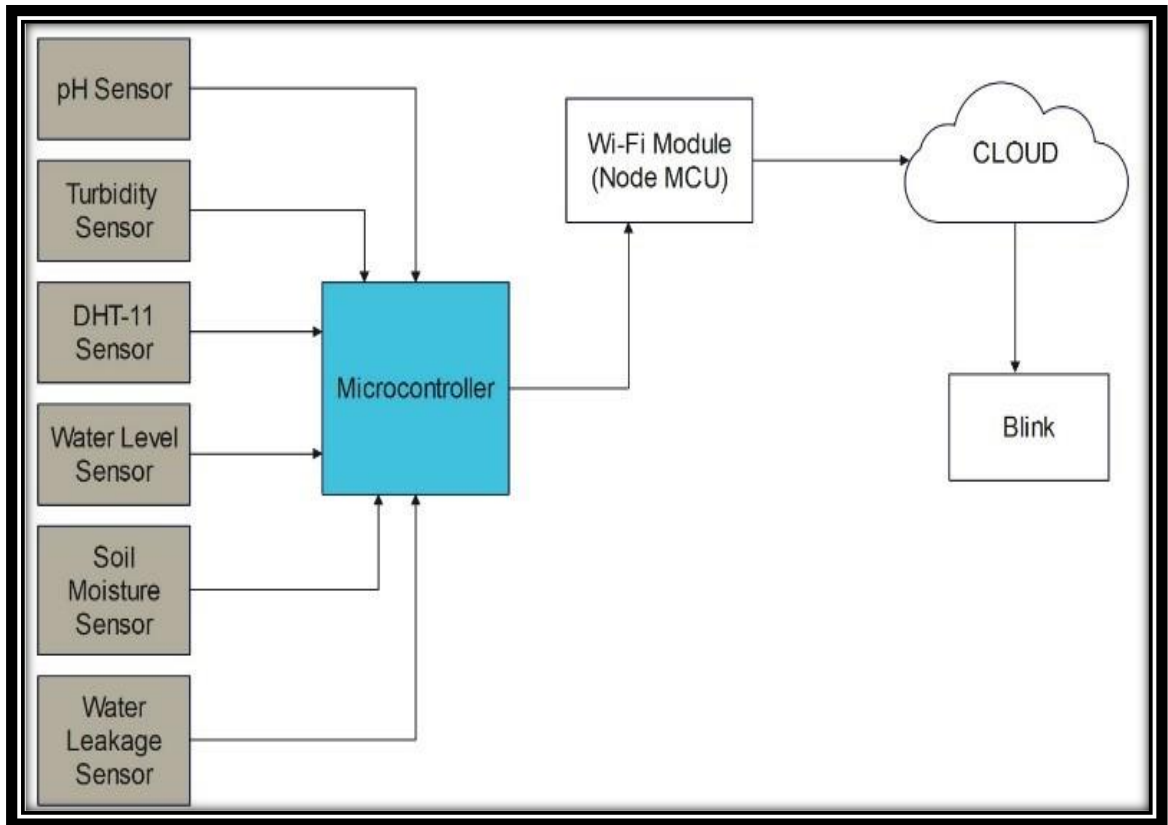 pH Sensor
Turbidity
Sensor
DHT-11
Sensor
Water Level
Sensor
Soil
Moisture
Sensor
Water
Leakage
Sensor
Microcontroller
Wi-Fi Module
(Node MCU)
CLOUD
Blink